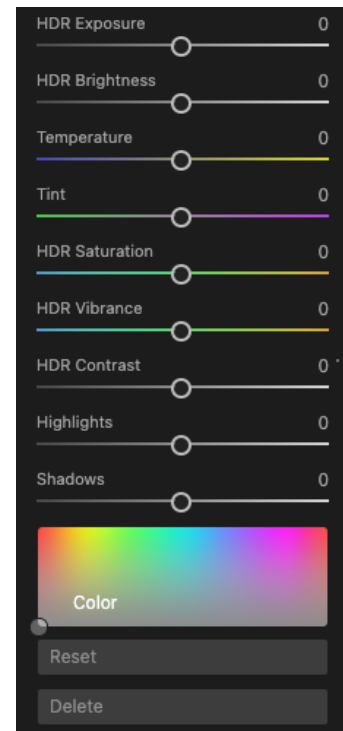 HDR Exposure 0
HDR Brightness 0
Temperature 0
Tint 0
HDR Saturation 0
HDR Vibrance 0
HDR Contrast 0
Highlights 0
Shadows 0
Color
Reset
Delete